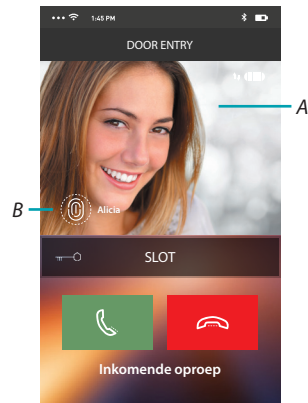 1:45 PM
DOOR ENTRY
A
B
Alicia
SLOT
Inkomende oproep